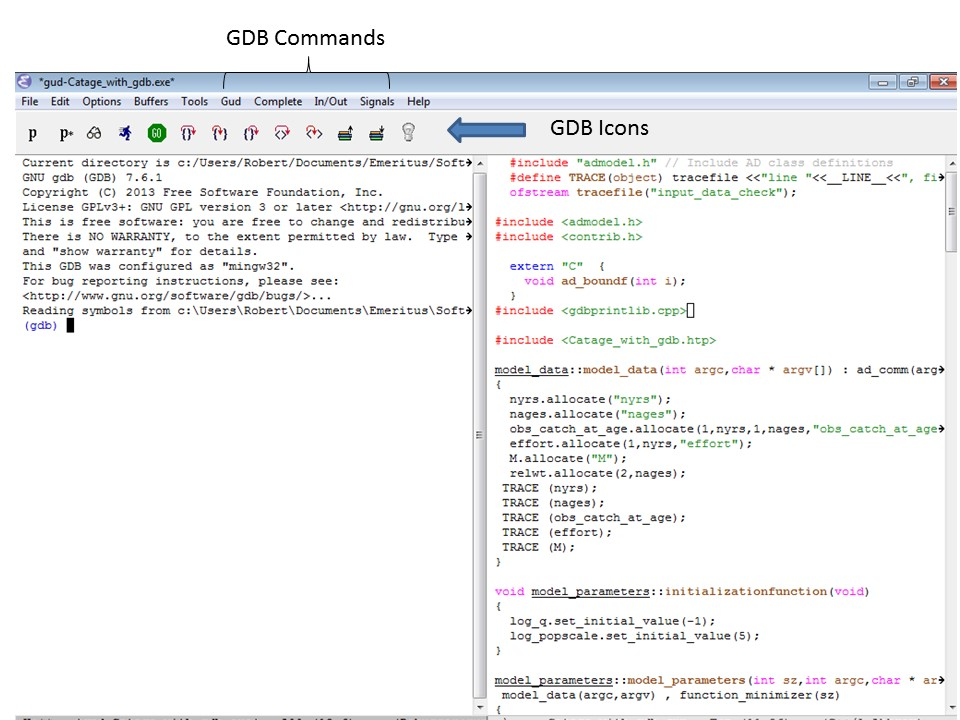 GDB Commands
*gud-Catage_with_gdb.exe*
File Edit Options Buffers Tools Gud Complete In/Out Signals Help
p p* GO
GDB Icons
Current directory is c:/Users/Robert/Documents/Emeritus/Soft
GNU gdb (GDB) 7.6.1
Copyright (C) 2013 Free Software Foundation, Inc.
License GPLv3+: GNU GPL version 3 or later <http://gnu.org/l
This is free software: you are free to change and redistribu
There is NO WARRANTY, to the extent permitted by law.  Type
and "show warranty" for details.
This GDB was configured as "mingw32".
For bug reporting instructions, please see:
<http://www.gnu.org/software/gdb/bugs/>...
Reading symbols from c:\Users\Robert\Documents\Emeritus\Soft
(gdb)
#include "admodel.h" // Include AD class definitions
#define TRACE(object) tracefile <<"line "<<__LINE__<<", fi
ofstream tracefile("input_data_check");
#include <admodel.h>
#include <contrib.h>
extern "C"  {
void ad_boundf(int i);
}
#include <gdbprintlib.cpp>
#include <Catage_with_gdb.htp>
model_data::model_data(int argc,char * argv[]) : ad_comm(arg
{
nyrs.allocate("nyrs");
nages.allocate("nages");
obs_catch_at_age.allocate(1,nyrs,1,nages,"obs_catch_at_age
effort.allocate(1,nyrs,"effort");
M.allocate("M");
relwt.allocate(2,nages);
TRACE (nyrs);
TRACE (nages);
TRACE (obs_catch_at_age);
TRACE (effort);
TRACE (M);
}
void model_parameters::initializationfunction(void)
{
log_q.set_initial_value(-1);
log_popscale.set_initial_value(5);
}
model_parameters::model_parameters(int sz,int argc,char * ar
model_data(argc,argv) , function_minimizer(sz)